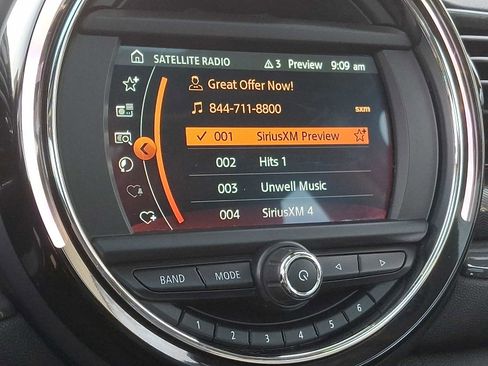 SATELLITE RADIO 3 Preview 9:09 am
Great Offer Now!
844-711-8800 sxm
001 SiriusXM Preview
002 Hits 1
003 Unwell Music
004 SiriusXM 4
BAND MODE
1 2 3 4 5 6